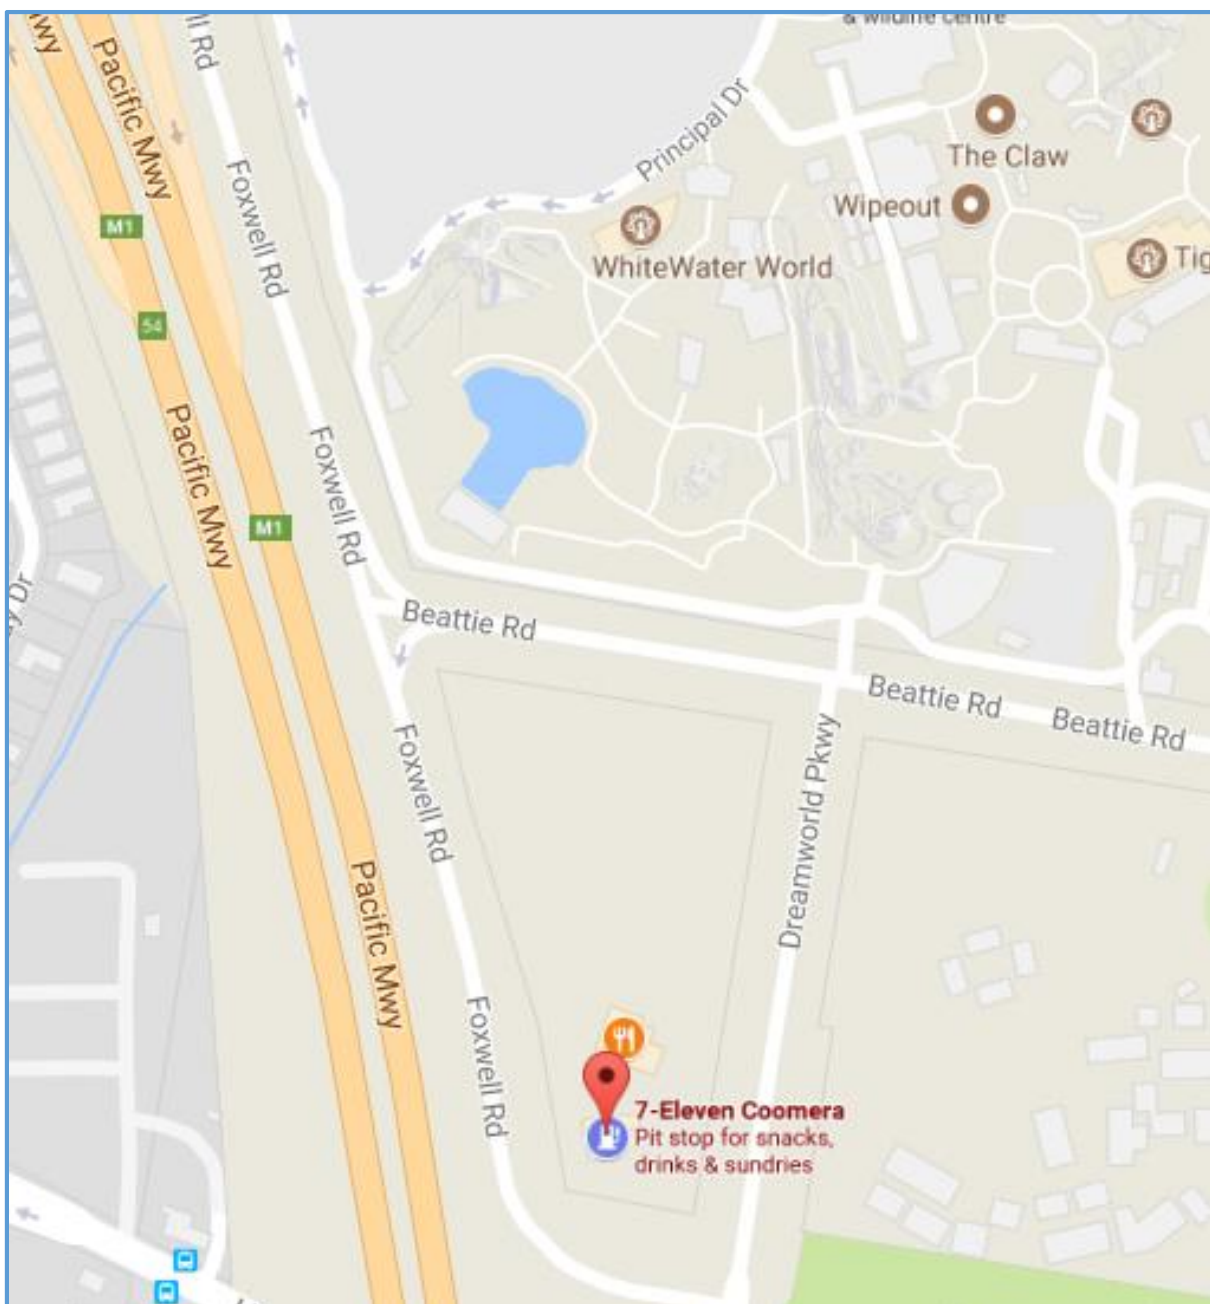 & wildlife centre
Pacific Mwy
Foxwell Rd
Principal Dr
The Claw
Wipeout
M1
WhiteWater World
54
Pacific Mwy
Foxwell Rd
M1
Beattie Rd
Beattie Rd
Beattie Rd
Foxwell Rd
Dreamworld Pkwy
Pacific Mwy
Foxwell Rd
7-Eleven Coomera
Pit stop for snacks,
drinks & sundries